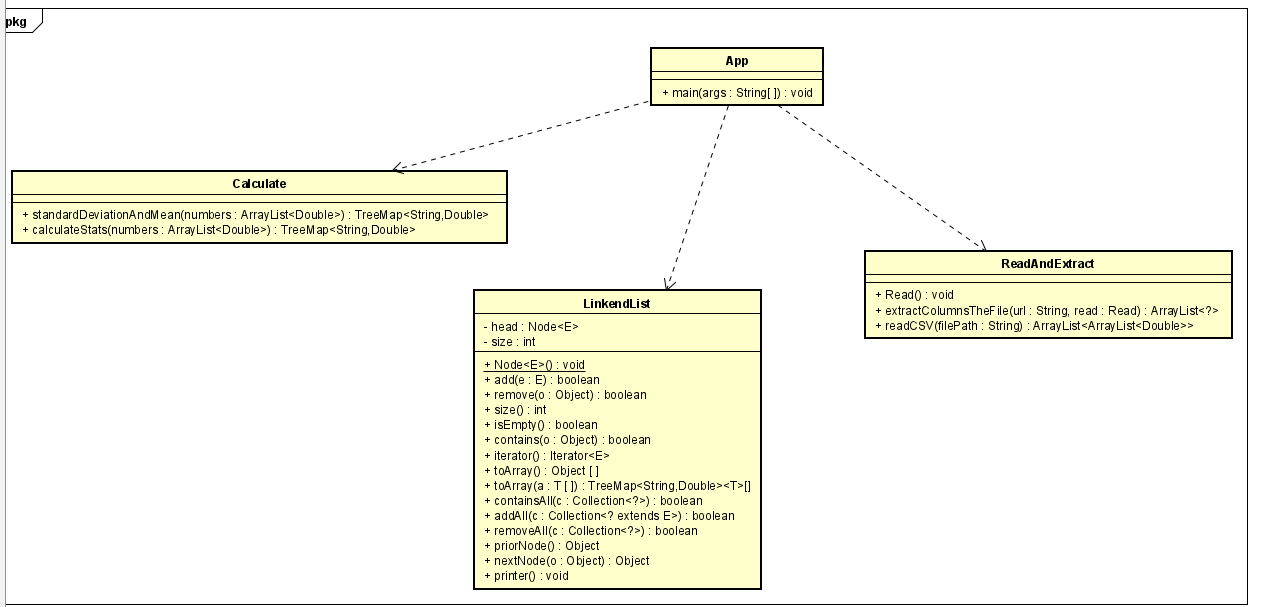 pkg
App
+ main(args : String[ ]) : void
Calculate
+ standardDeviationAndMean(numbers : ArrayList<Double>) : TreeMap<String,Double>
+ calculateStats(numbers : ArrayList<Double>) : TreeMap<String,Double>
ReadAndExtract
+ Read() : void
+ extractColumnsTheFile(url : String, read : Read) : ArrayList<?>
+ readCSV(filePath : String) : ArrayList<ArrayList<Double>>
LinkendList
- head : Node<E>
- size : int
+ Node<E>() : void
+ add(e : E) : boolean
+ remove(o : Object) : boolean
+ size() : int
+ isEmpty() : boolean
+ contains(o : Object) : boolean
+ iterator() : Iterator<E>
+ toArray() : Object [ ]
+ toArray(a : T [ ]) : TreeMap<String,Double><T>[]
+ containsAll(c : Collection<?>) : boolean
+ addAll(c : Collection<? extends E>) : boolean
+ removeAll(c : Collection<?>) : boolean
+ priorNode() : Object
+ nextNode(o : Object) : Object
+ printer() : void